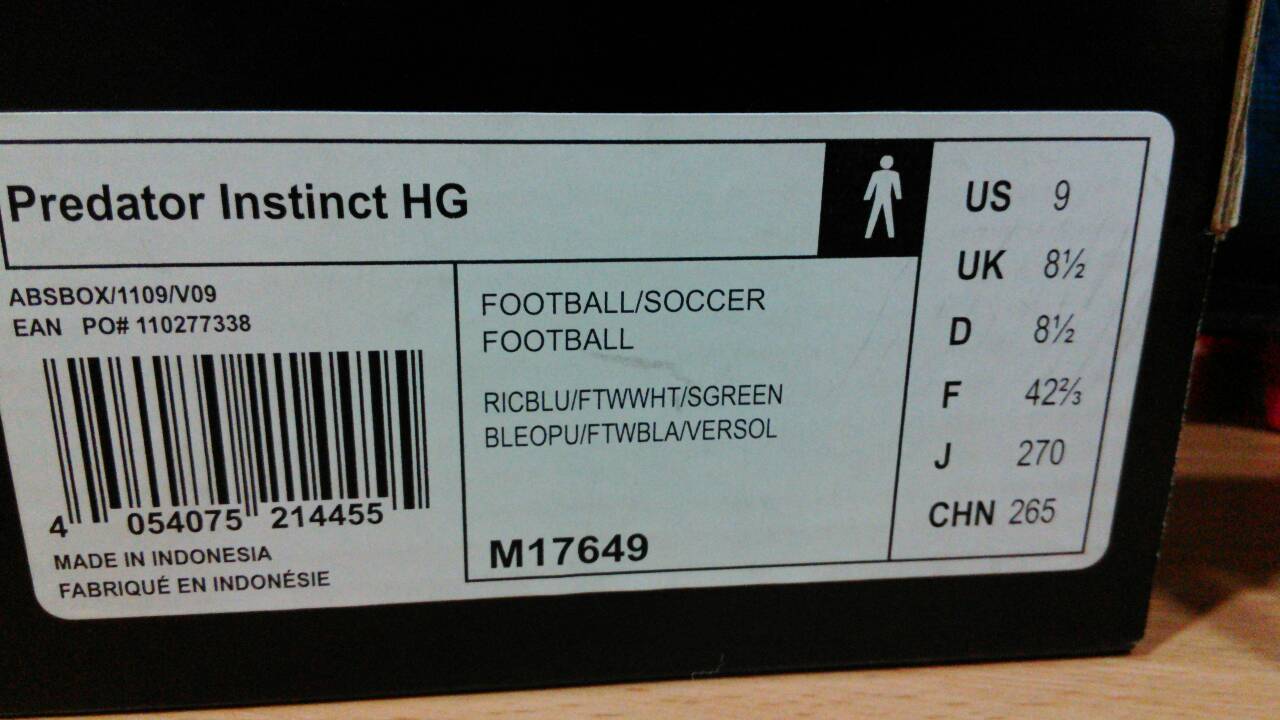 Predator Instinct HG
ABSBOX/1109/V09
EAN PO# 110277338
4 054075 214455
MADE IN INDONESIA
FABRIQUÉ EN INDONÉSIE
FOOTBALL/SOCCER
FOOTBALL
RICBLU/FTWWHT/SGREEN
BLEOPU/FTWBLA/VERSOL
M17649
US 9
UK 8½
D 8½
F 42⅔
J 270
CHN 265